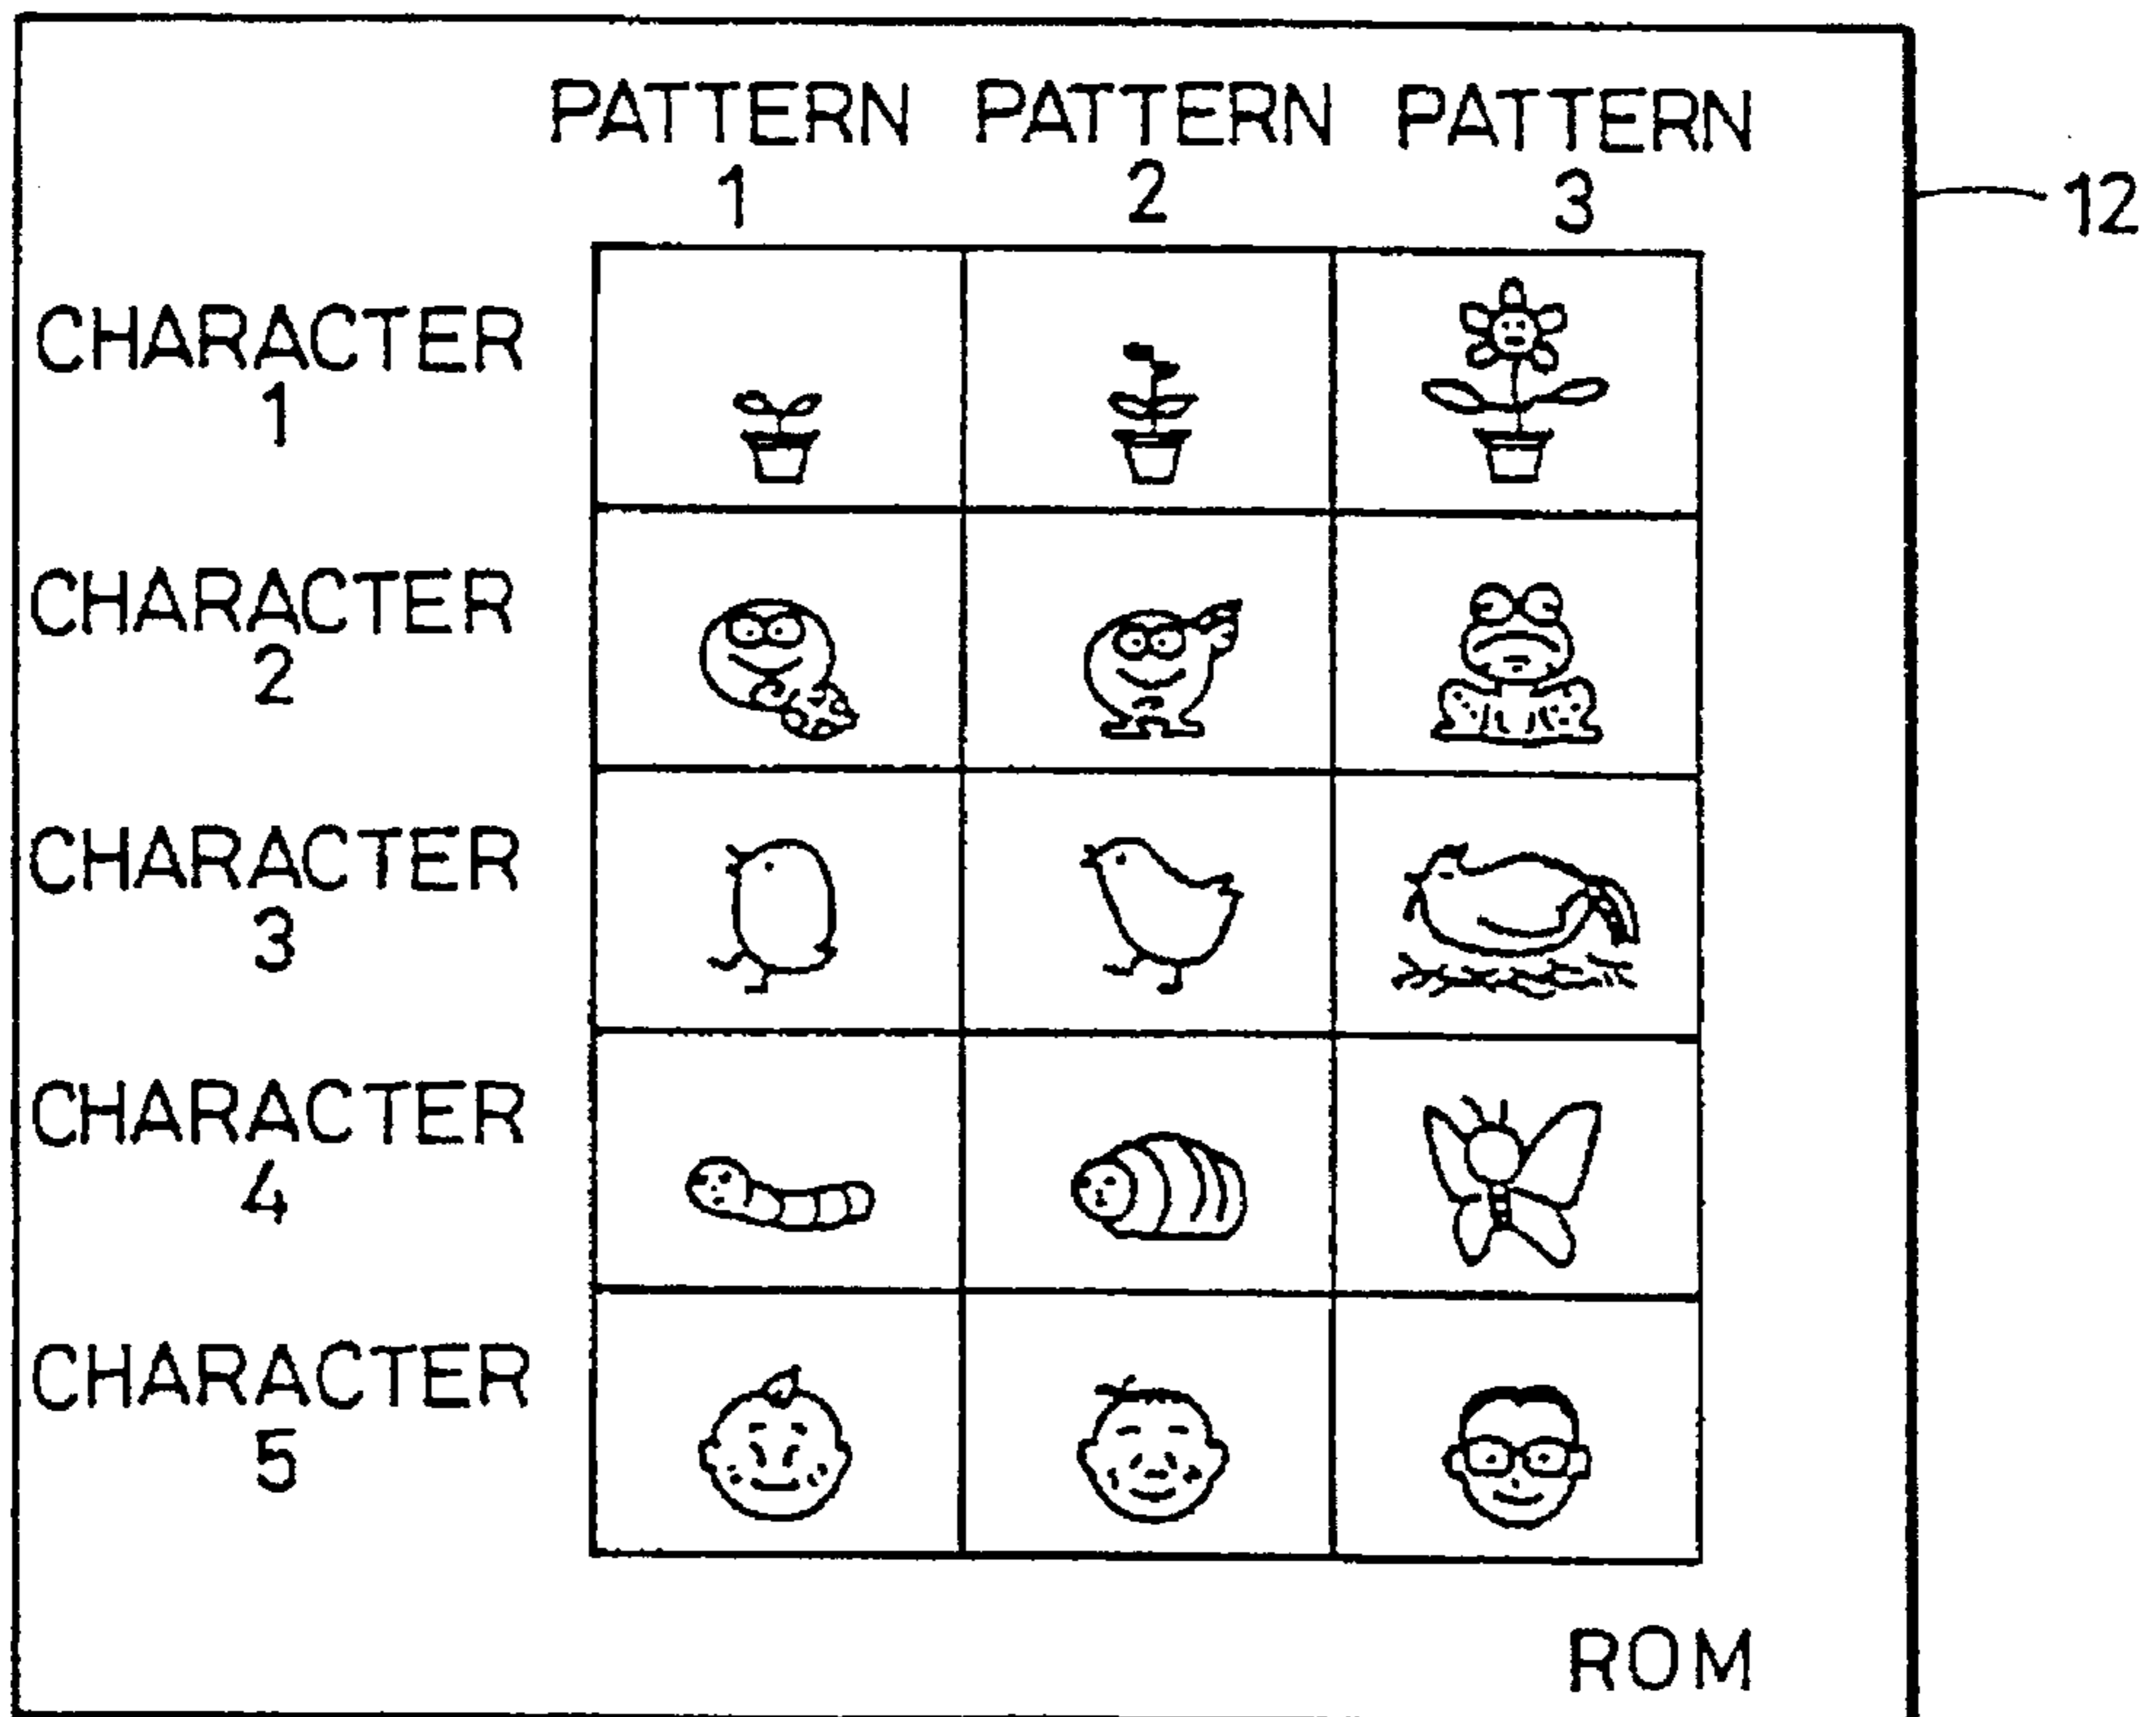 PATTERN PATTERN PATTERN
1 2 3
12
CHARACTER
1
CHARACTER
2
CHARACTER
3
CHARACTER
4
CHARACTER
5
ROM